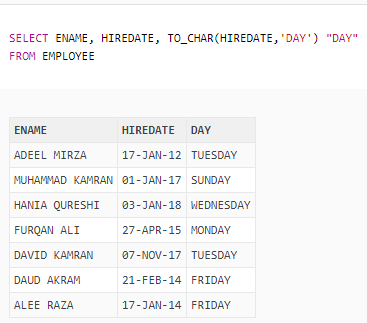 SELECT ENAME, HIREDATE, TO_CHAR(HIREDATE,'DAY') "DAY"
FROM EMPLOYEE
ENAME HIREDATE DAY
ADEEL MIRZA 17-JAN-12 TUESDAY
MUHAMMAD KAMRAN 01-JAN-17 SUNDAY
HANIA QURESHI 03-JAN-18 WEDNESDAY
FURQAN ALI 27-APR-15 MONDAY
DAVID KAMRAN 07-NOV-17 TUESDAY
DAUD AKRAM 21-FEB-14 FRIDAY
ALEE RAZA 17-JAN-14 FRIDAY